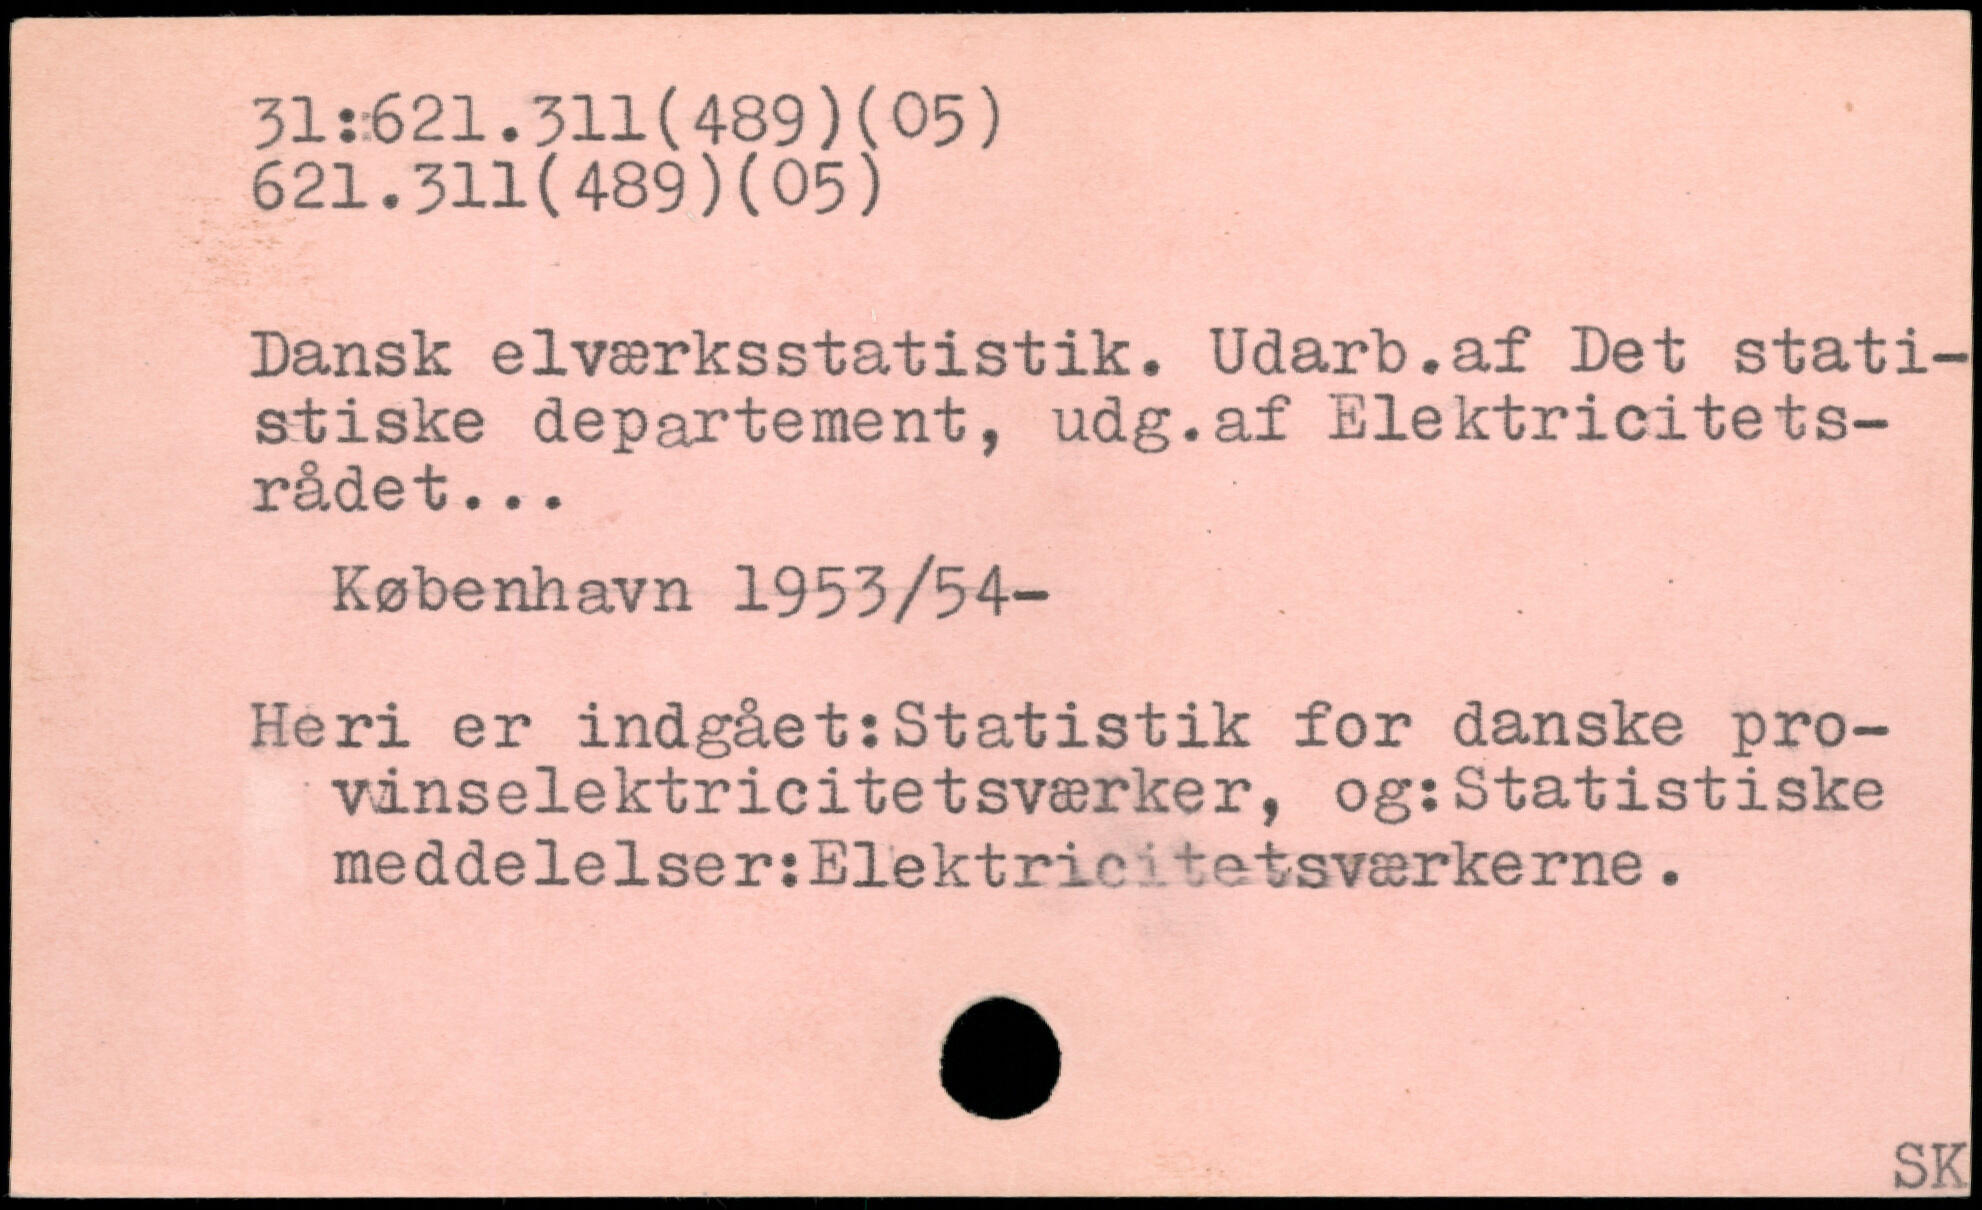 31:621.311(489)(05)
621.311(489)(05)
Dansk elværksstatistik. Udarb.af Det stati-
stiske departement, udg.af Elektricitets-
rådet...
København 1953/54-
Heri er indgået:Statistik for danske pro-
vinselektricitetsværker, og:Statistiske
meddelelser:Elektricitetsværkerne.
SK